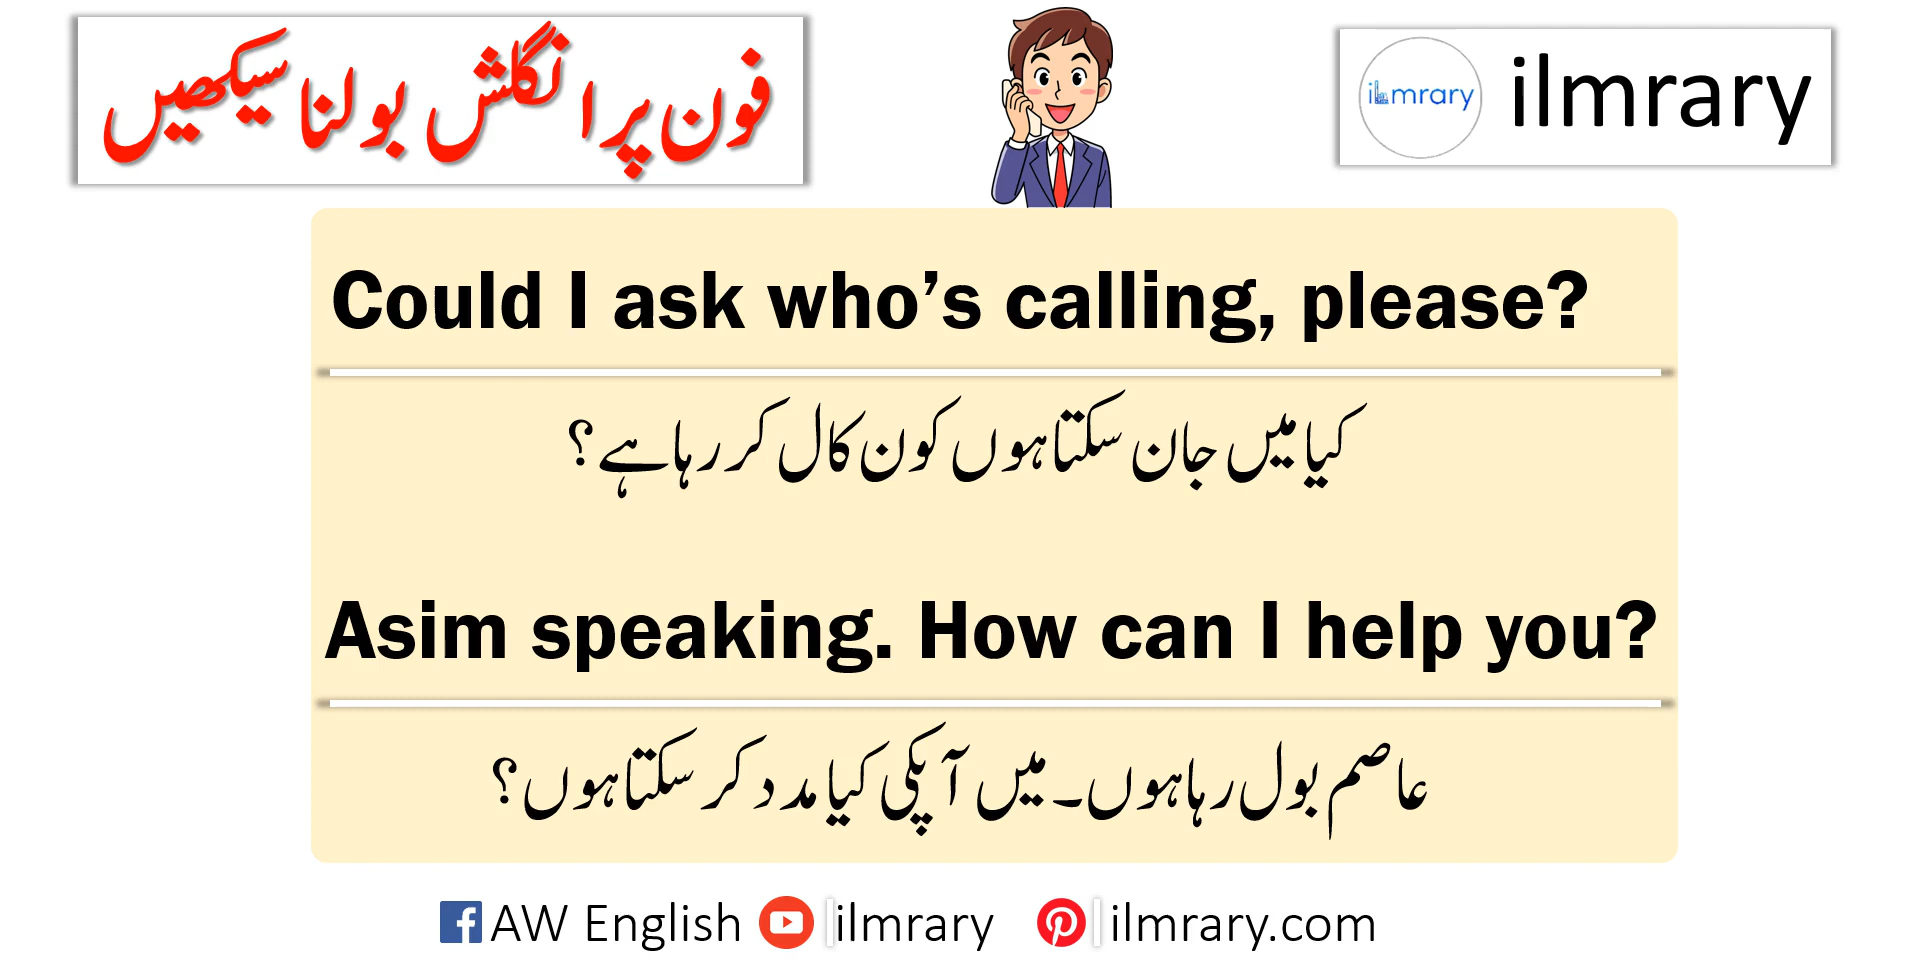 فون پر انگلش بولنا سیکھیں
ilmrary
ilmrary
Could I ask who’s calling, please?
کیا میں جان سکتا ہوں کون کال کر رہا ہے؟
Asim speaking. How can I help you?
عاصم بول رہا ہوں۔ میں آپکی کیا مدد کر سکتا ہوں؟
AW English ilmrary ilmrary.com